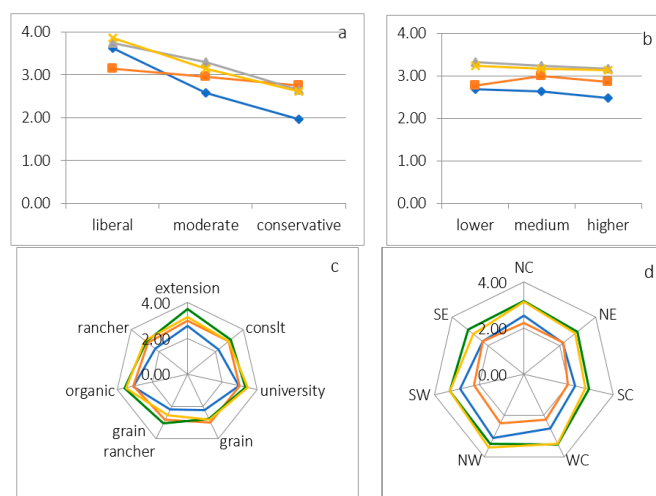 a
4.00
3.00
2.00
1.00
0.00
liberal moderate conservative
b
4.00
3.00
2.00
1.00
0.00
lower medium higher
c
extension
4.00
2.00
0.00
conslt
university
grain
grain
rancher
organic
rancher
d
NC
4.00
2.00
0.00
NE
SC
WC
NW
SW
SE